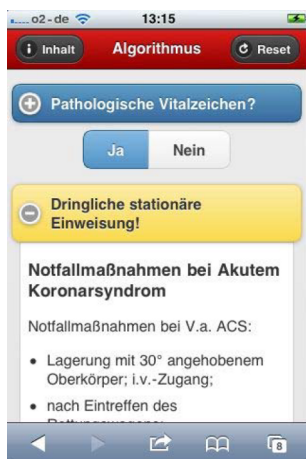 o2-de 13:15
Inhalt Algorithmus Reset
Pathologische Vitalzeichen?
Ja Nein
Dringliche stationäre
Einweisung!
Notfallmaßnahmen bei Akutem
Koronarsyndrom
Notfallmaßnahmen bei V.a. ACS:
• Lagerung mit 30° angehobenem
Oberkörper; i.v.-Zugang;
• nach Eintreffen des
8